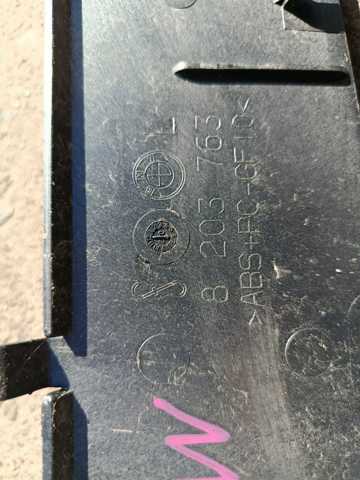 L
8 203 763
>ABS+PC-GF10<
W